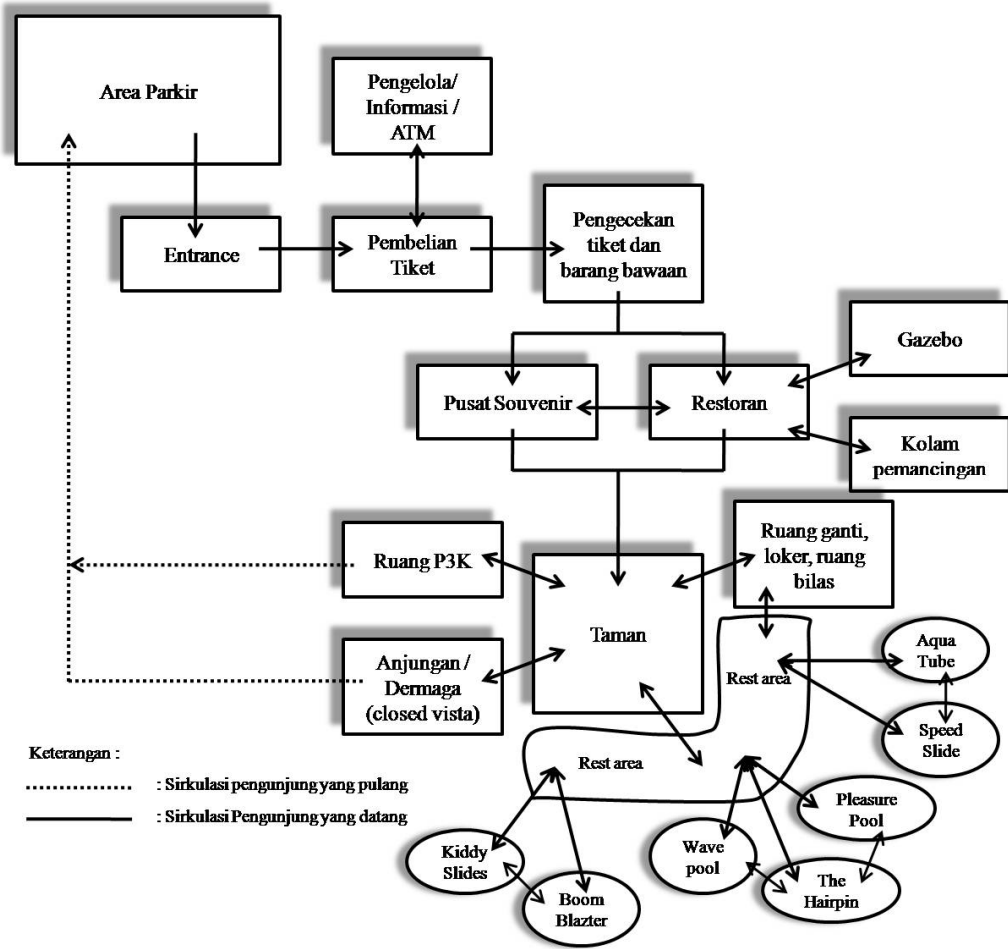 Area Parkir
Pengelola/
Informasi /
ATM
Entrance
Pembelian
Tiket
Pengecekan
tiket dan
barang bawaan
Gazebo
Pusat Souvenir
Restoran
Kolam
pemancingan
Ruang P3K
Ruang ganti,
loker, ruang
bilas
Taman
Anjungan /
Dermaga
(closed vista)
Rest area
Aqua
Tube
Speed
Slide
Rest area
Keterangan :
: Sirkulasi pengunjung yang pulang
: Sirkulasi Pengunjung yang datang
Pleasure
Pool
Kiddy
Slides
Wave
pool
The
Hairpin
Boom
Blazter